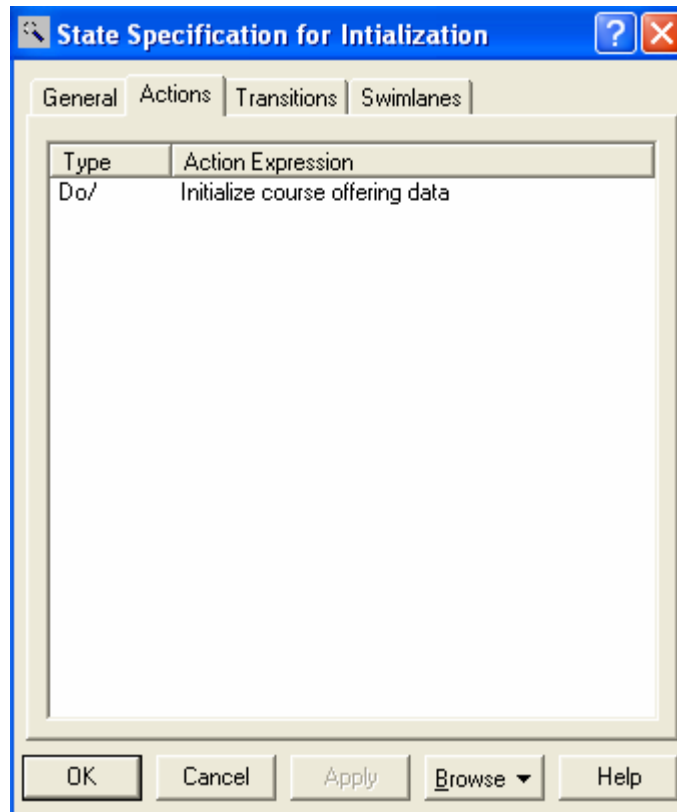 State Specification for Intialization
General Actions Transitions Swimlanes
Type Action Expression
Do/ Initialize course offering data
OK Cancel Apply Browse Help